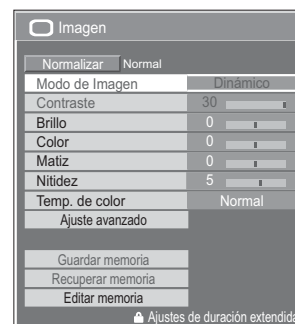 Imagen
Normalizar Normal
Modo de Imagen Dinámico
Contraste 30
Brillo 0
Color 0
Matiz 0
Nitidez 5
Temp. de color Normal
Ajuste avanzado
Guardar memoria
Recuperar memoria
Editar memoria
Ajustes de duración extendida